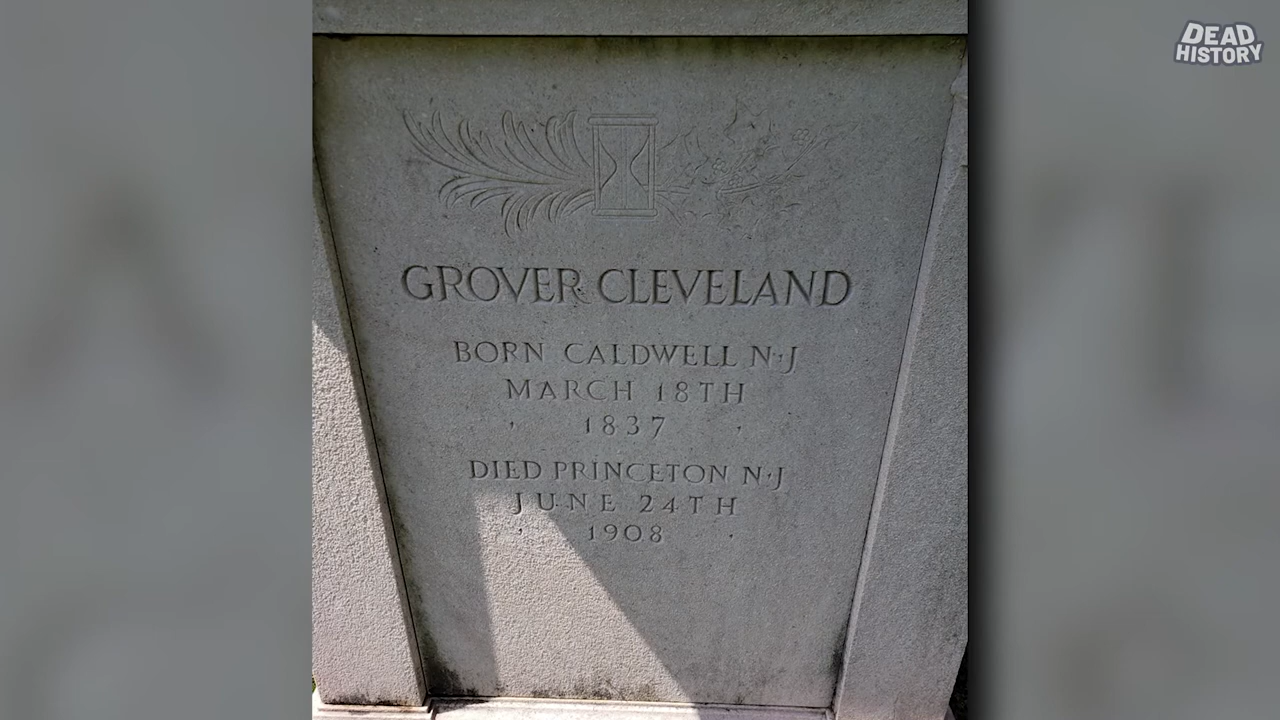 DEAD
HISTORY
GROVER CLEVELAND
BORN CALDWELL N·J
MARCH 18TH
1837
DIED PRINCETON N·J
JUNE 24TH
1908